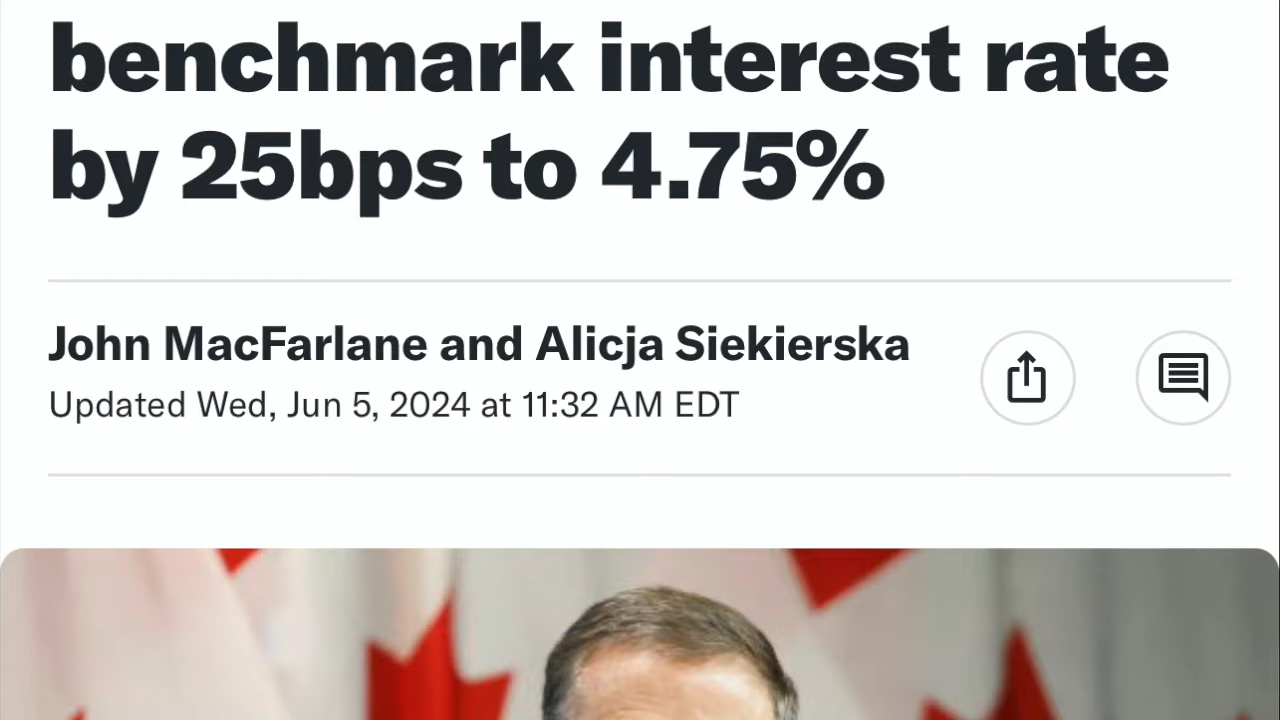 benchmark interest rate
by 25bps to 4.75%
John MacFarlane and Alicja Siekierska
Updated Wed, Jun 5, 2024 at 11:32 AM EDT